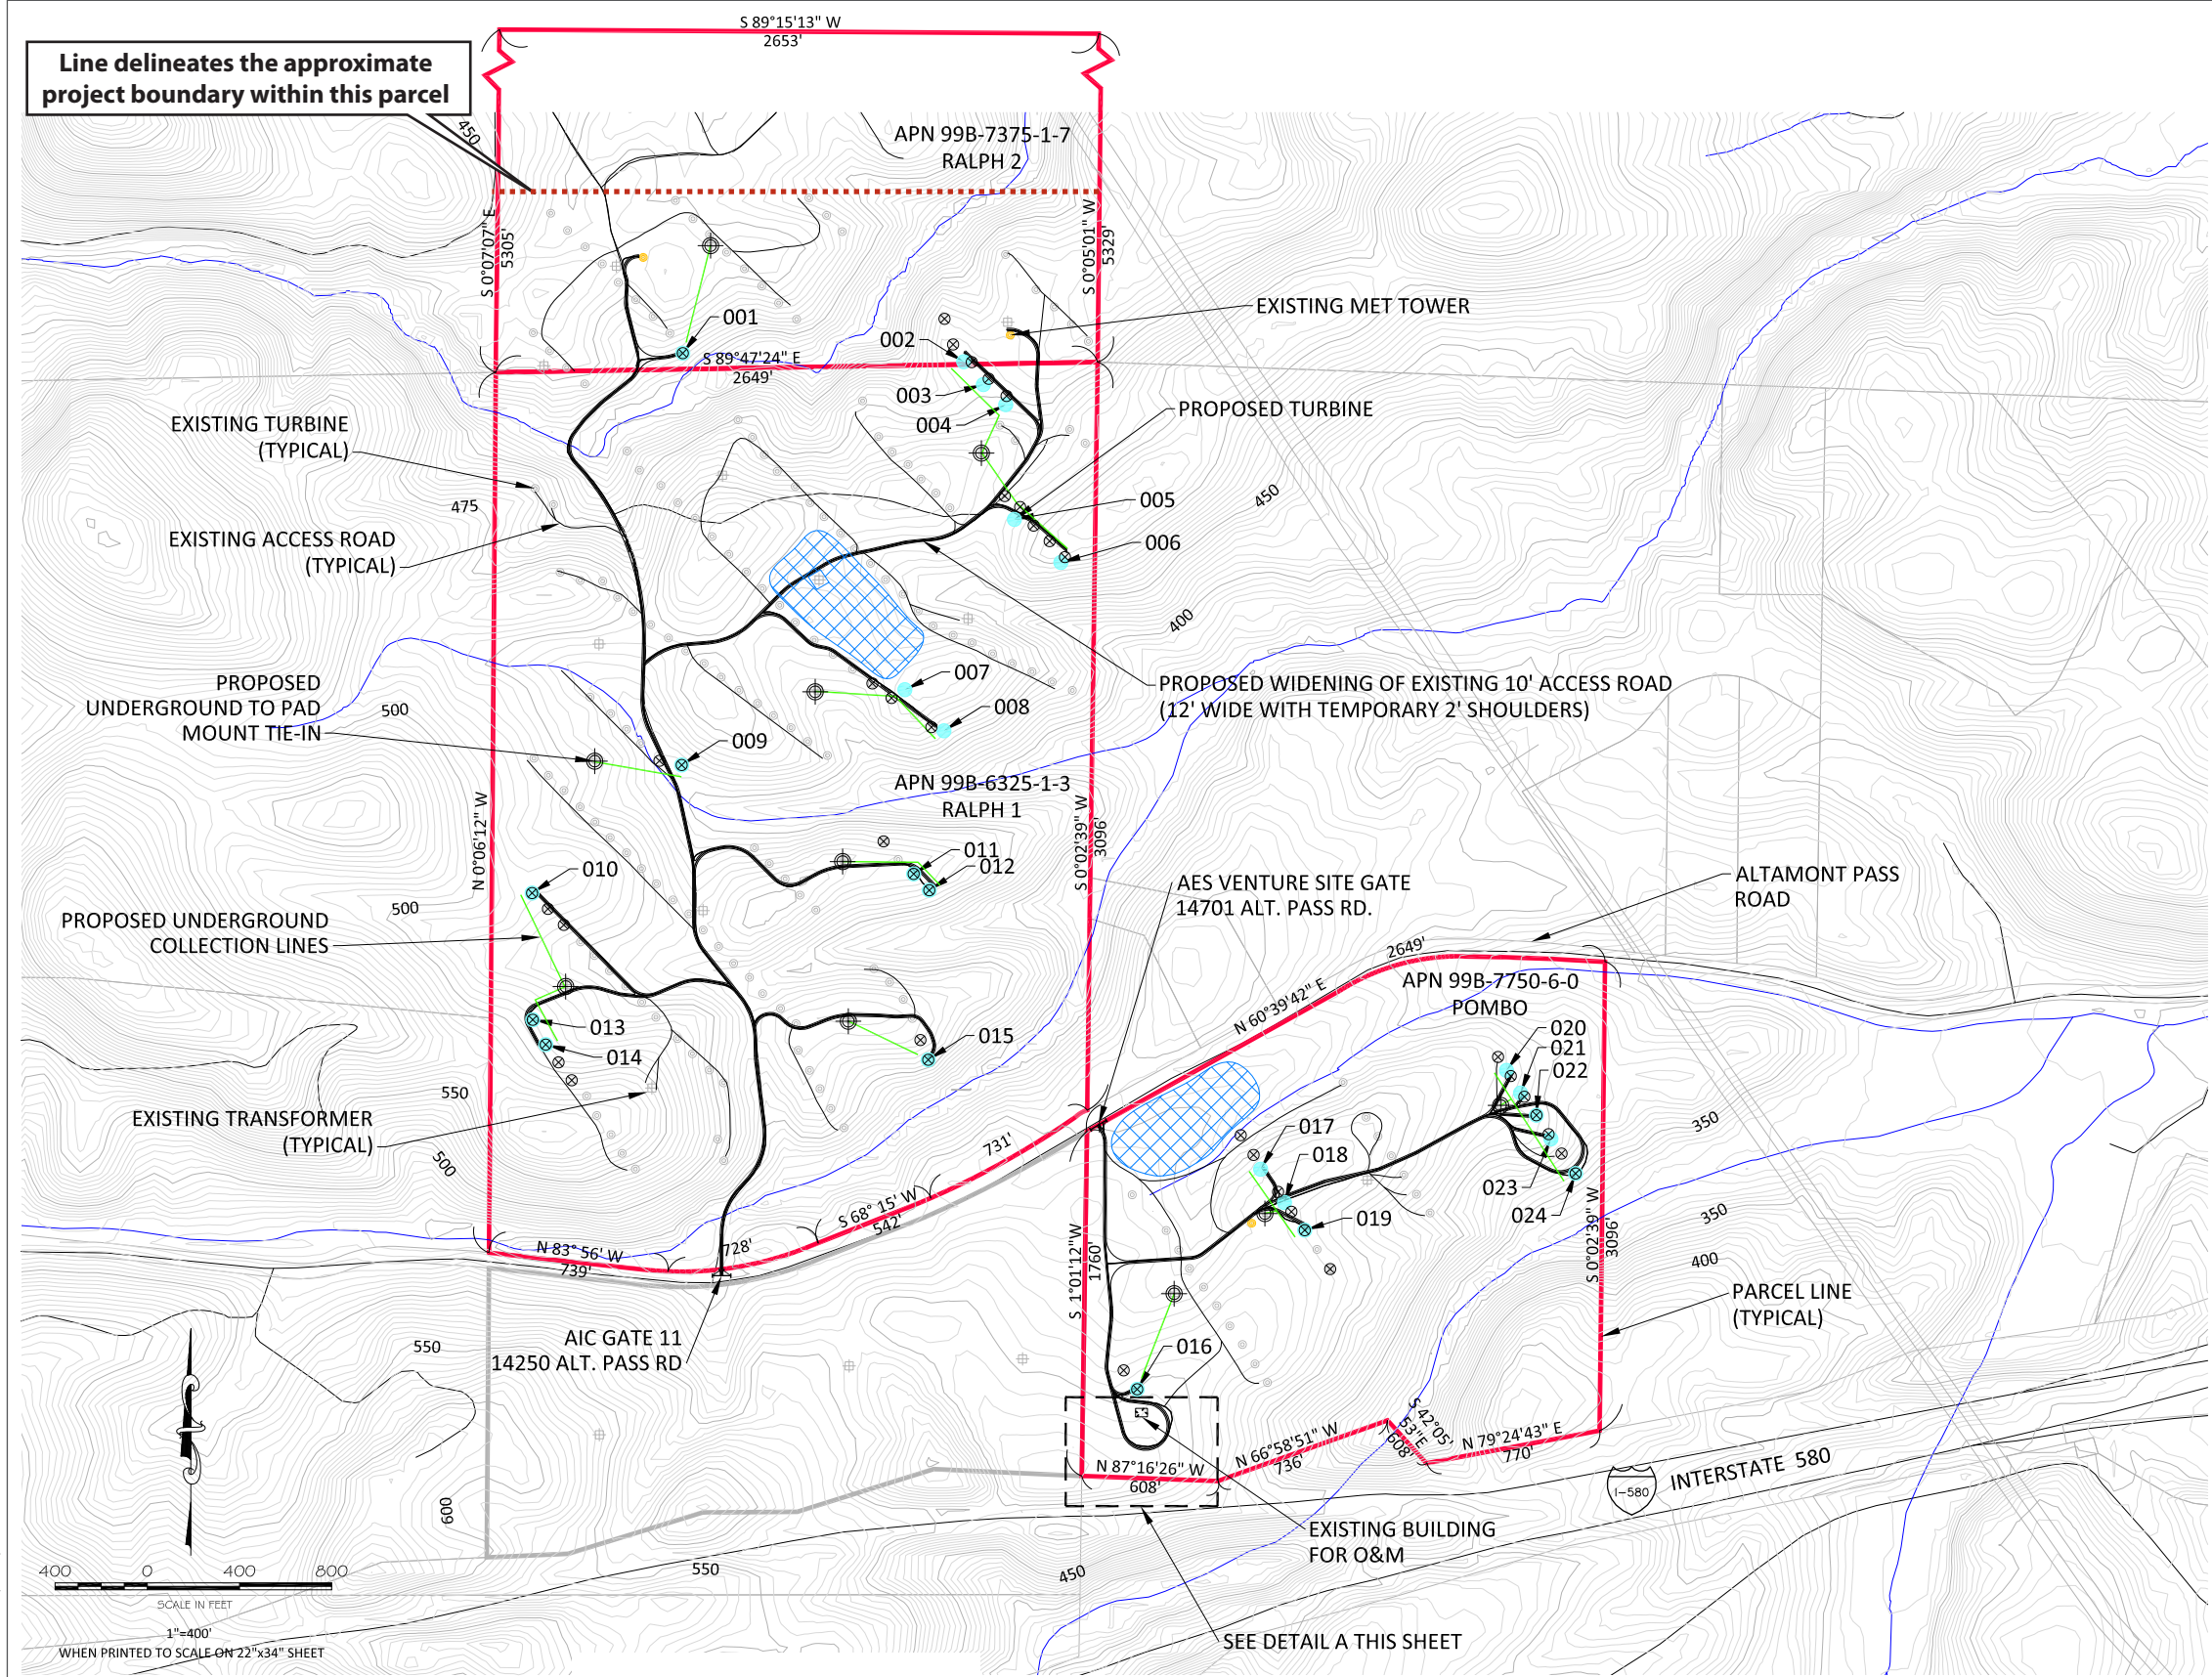 S 89°15'13" W
2653'
Line delineates the approximate
project boundary within this parcel
450
APN 99B-7375-1-7
RALPH 2
S 0°07'07" E
5305'
S 0°05'01" W
5329'
EXISTING MET TOWER
001
002
S 89°47'24" E
2649'
003
004
PROPOSED TURBINE
EXISTING TURBINE
(TYPICAL)
475
005
450
EXISTING ACCESS ROAD
(TYPICAL)
006
400
PROPOSED
UNDERGROUND TO PAD
MOUNT TIE-IN
500
007
008
009
PROPOSED WIDENING OF EXISTING 10' ACCESS ROAD
(12' WIDE WITH TEMPORARY 2' SHOULDERS)
APN 99B-6325-1-3
RALPH 1
N 0°06'12" W
S 0°02'39" W
3096'
010
011
012
AES VENTURE SITE GATE
14701 ALT. PASS RD.
ALTAMONT PASS
ROAD
500
PROPOSED UNDERGROUND
COLLECTION LINES
2649'
N 60°39'42" E
APN 99B-7750-6-0
POMBO
013
014
015
020
021
022
550
EXISTING TRANSFORMER
(TYPICAL)
500
731'
017
018
350
023
024
019
350
S 68° 15' W
542'
728'
N 83° 56' W
739'
S 1°01'12"W
1760'
S 0°02'39" W
3096'
400
PARCEL LINE
(TYPICAL)
AIC GATE 11
14250 ALT. PASS RD
550
016
S 42°05'
53"E
608'
N 66°58'51" W
736'
N 79°24'43" E
770'
N 87°16'26" W
608'
I-580
INTERSTATE 580
600
EXISTING BUILDING
FOR O&M
550
450
400 0 400 800
SCALE IN FEET
1"=400'
WHEN PRINTED TO SCALE ON 22"x34" SHEET
SEE DETAIL A THIS SHEET